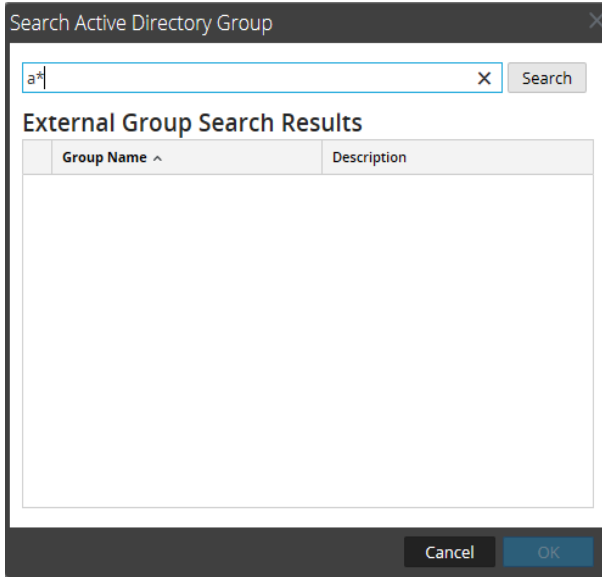 Search Active Directory Group
a*
Search
External Group Search Results
Group Name Description
Cancel OK